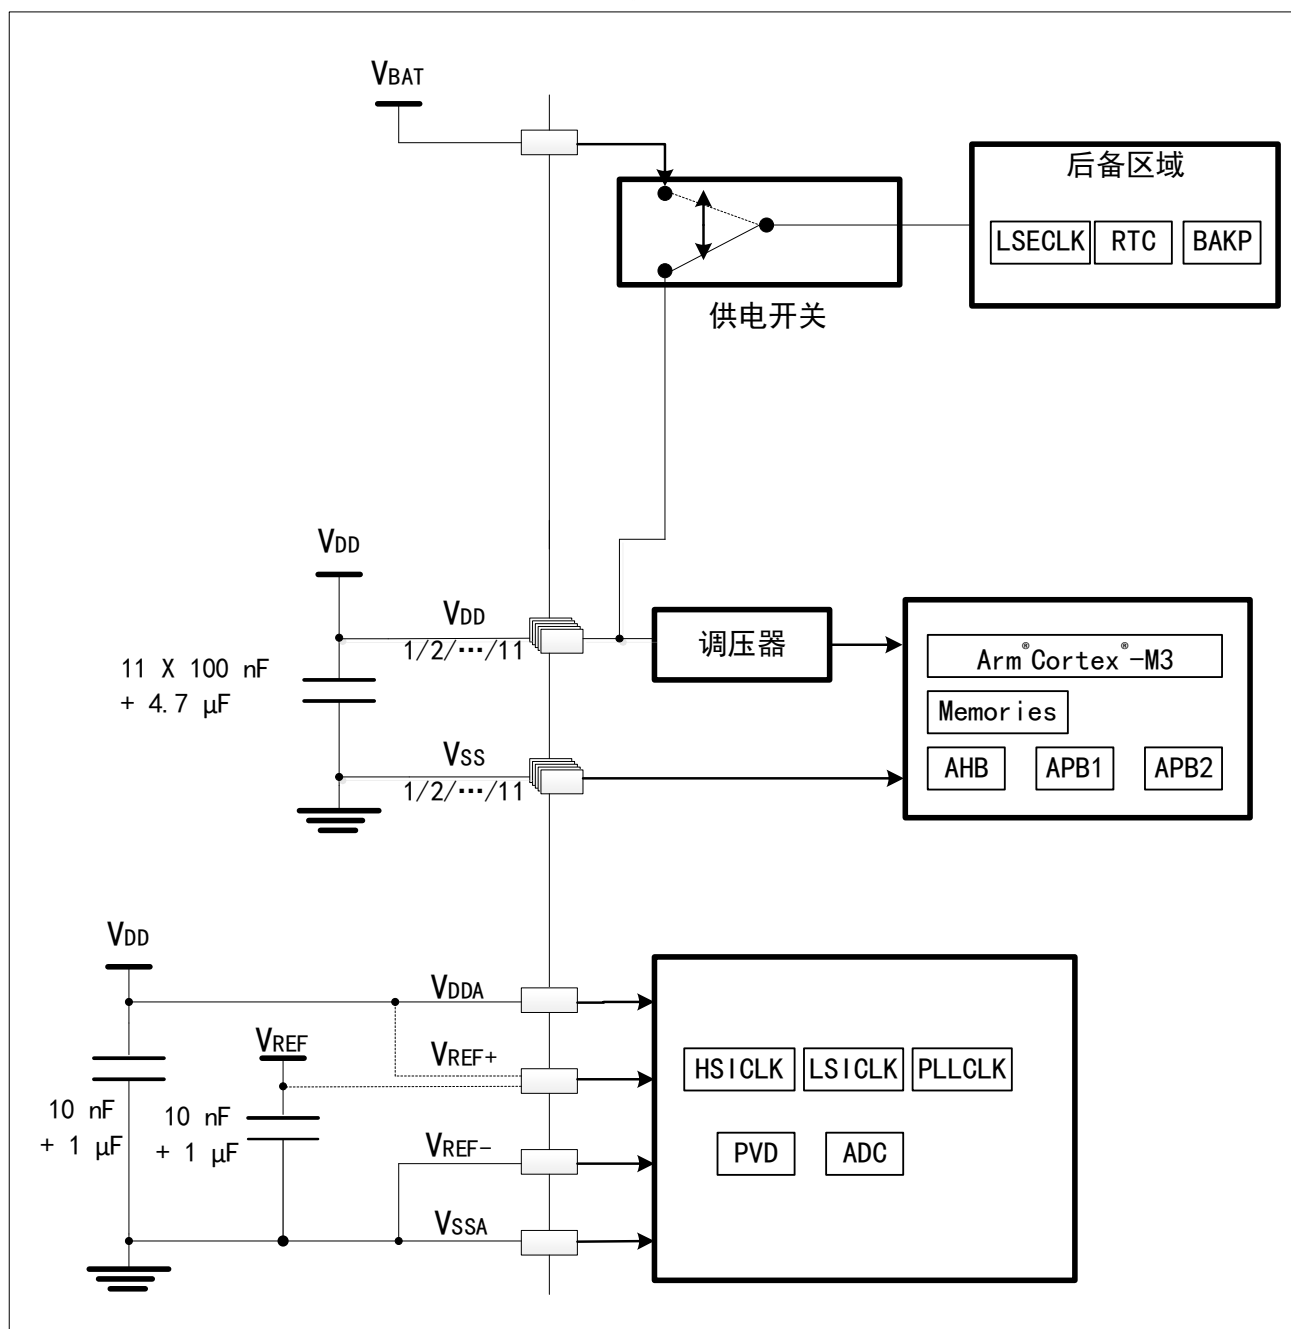 VBAT
后备区域
LSECLK RTC BAKP
供电开关
VDD
VDD
1/2/…/11
调压器
11 X 100 nF
+ 4.7 μF
Arm®Cortex®-M3
Memories
AHB APB1 APB2
VSS
1/2/…/11
VDD
VDDA
VREF
VREF+
HSICLK LSICLK PLLCLK
10 nF
+ 1 μF
10 nF
+ 1 μF
VREF-
PVD ADC
VSSA